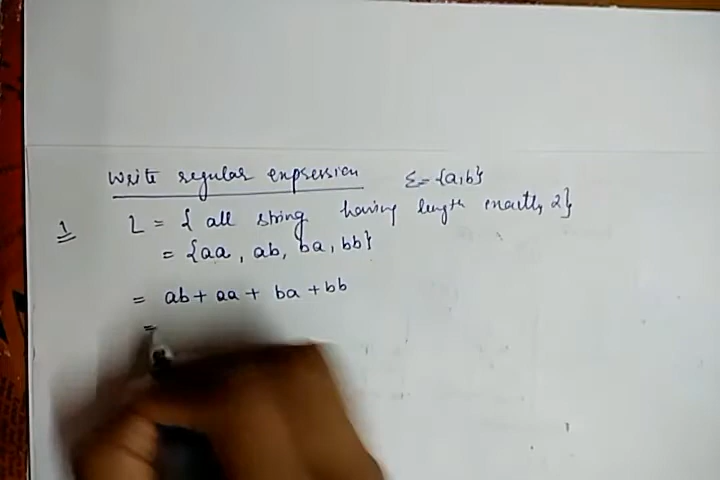 Write regular expression Σ = {a,b}
1 L = { all string having length exactly 2}
= {aa, ab, ba, bb}
= ab + aa + ba + bb
=